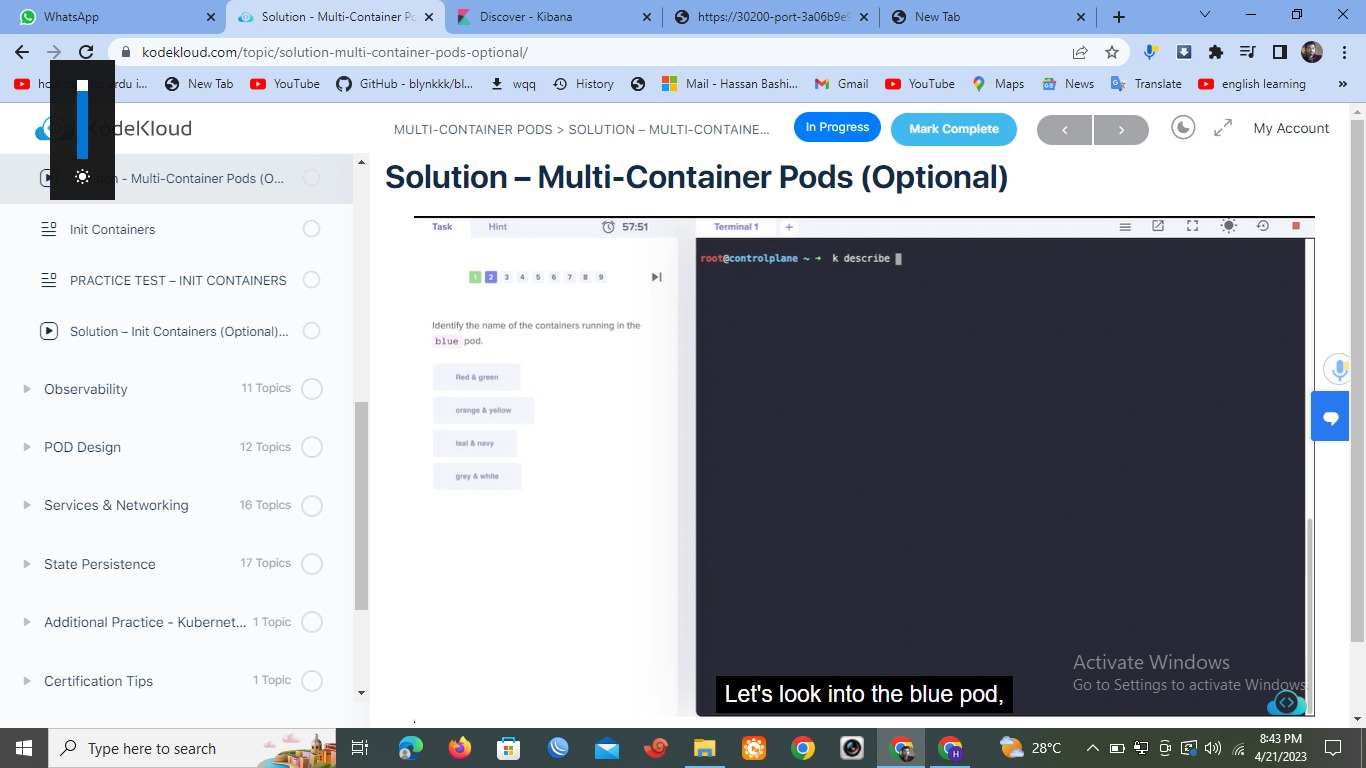 WhatsApp
Solution - Multi-Container Po
Discover - Kibana
https://30200-port-3a06b9e9
New Tab
kodekloud.com/topic/solution-multi-container-pods-optional/
urdu i...
New Tab
YouTube
GitHub - blynkkk/bl...
wqq
History
Mail - Hassan Bashi...
Gmail
YouTube
Maps
News
Translate
english learning
»
KodeKloud
MULTI-CONTAINER PODS > SOLUTION – MULTI-CONTAINE...
In Progress
Mark Complete
My Account
- Multi-Container Pods (O...
Init Containers
PRACTICE TEST – INIT CONTAINERS
Solution – Init Containers (Optional)...
Observability
11 Topics
POD Design
12 Topics
Services & Networking
16 Topics
State Persistence
17 Topics
Additional Practice - Kubernet...
1 Topic
Certification Tips
1 Topic
Solution – Multi-Container Pods (Optional)
Task
Hint
57:51
Terminal 1
+
1 2 3 4 5 6 7 8 9
Identify the name of the containers running in the
blue pod.
Red & green
orange & yellow
teal & navy
grey & white
root@controlplane ~ ➜ k describe
Let's look into the blue pod,
Activate Windows
Go to Settings to activate Windows.
Type here to search
28°C
8:43 PM
4/21/2023